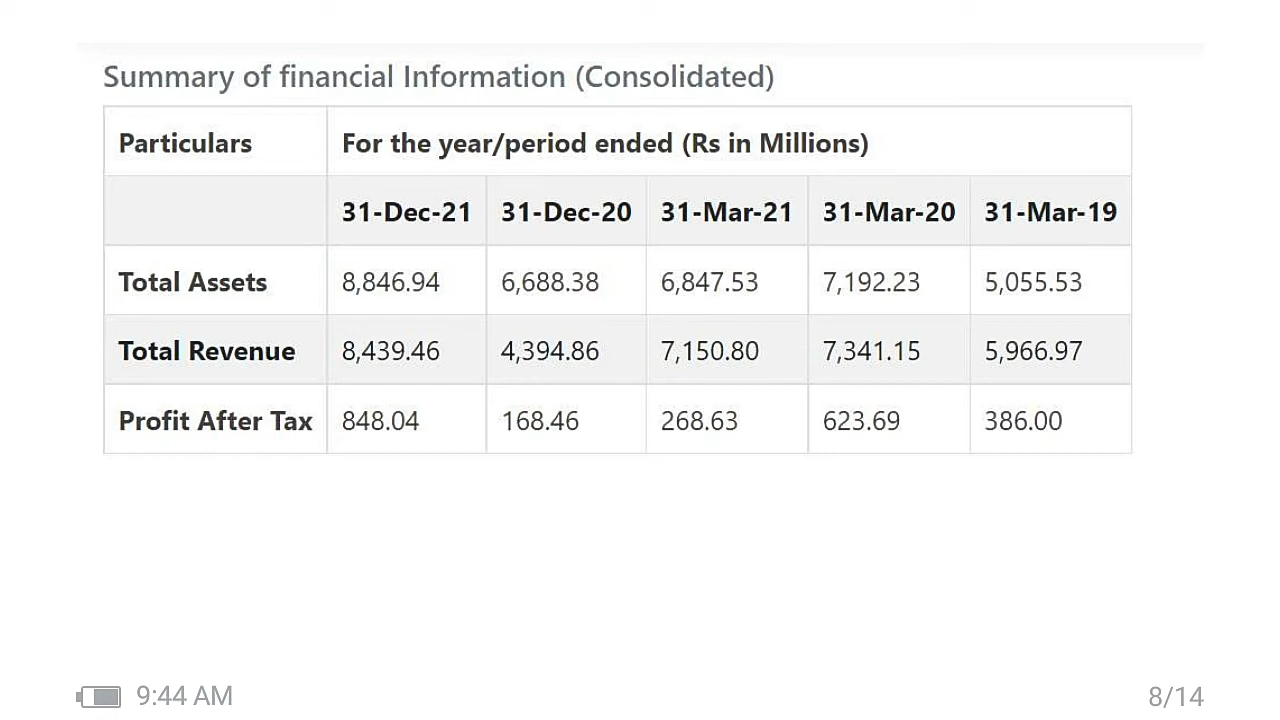 Summary of financial Information (Consolidated)
Particulars For the year/period ended (Rs in Millions)
31-Dec-21 31-Dec-20 31-Mar-21 31-Mar-20 31-Mar-19
Total Assets 8,846.94 6,688.38 6,847.53 7,192.23 5,055.53
Total Revenue 8,439.46 4,394.86 7,150.80 7,341.15 5,966.97
Profit After Tax 848.04 168.46 268.63 623.69 386.00
9:44 AM 8/14